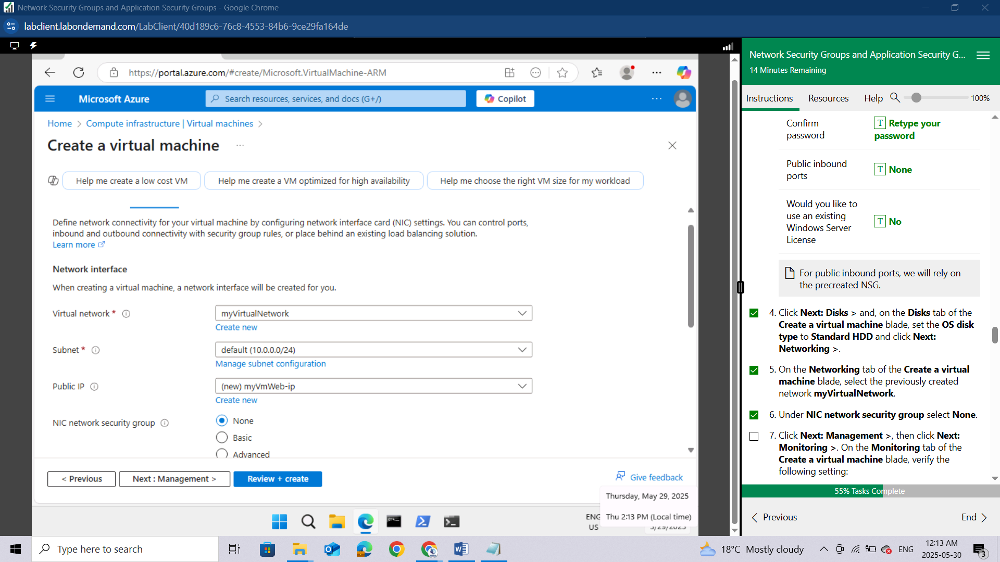 Network Security Groups and Application Security Groups - Google Chrome
labclient.labondemand.com/LabClient/40d189c6-76c8-4553-84b6-9ce29fa164de
https://portal.azure.com/#create/Microsoft.VirtualMachine-ARM
Microsoft Azure
Search resources, services, and docs (G+/)
Copilot
Home > Compute infrastructure | Virtual machines >
Create a virtual machine
Help me create a low cost VM
Help me create a VM optimized for high availability
Help me choose the right VM size for my workload
Define network connectivity for your virtual machine by configuring network interface card (NIC) settings. You can control ports,
inbound and outbound connectivity with security group rules, or place behind an existing load balancing solution.
Learn more
Network interface
When creating a virtual machine, a network interface will be created for you.
Virtual network *
myVirtualNetwork
Create new
Subnet *
default (10.0.0.0/24)
Manage subnet configuration
Public IP
(new) myVmWeb-ip
Create new
NIC network security group
None
Basic
Advanced
< Previous
Next : Management >
Review + create
Give feedback
Thursday, May 29, 2025
Thu 2:13 PM (Local time)
ENG
US
5/29/2025
Network Security Groups and Application Security G...
14 Minutes Remaining
Instructions
Resources
Help
100%
Confirm
password
T Retype your
password
Public inbound
ports
T None
Would you like to
use an existing
Windows Server
License
T No
For public inbound ports, we will rely on
the precreated NSG.
4. Click Next: Disks > and, on the Disks tab of the
Create a virtual machine blade, set the OS disk
type to Standard HDD and click Next:
Networking >.
5. On the Networking tab of the Create a virtual
machine blade, select the previously created
network myVirtualNetwork.
6. Under NIC network security group select None.
7. Click Next: Management >, then click Next:
Monitoring >. On the Monitoring tab of the
Create a virtual machine blade, verify the
following setting:
55% Tasks Complete
Previous
End
Type here to search
18°C Mostly cloudy
ENG
12:13 AM
2025-05-30
3